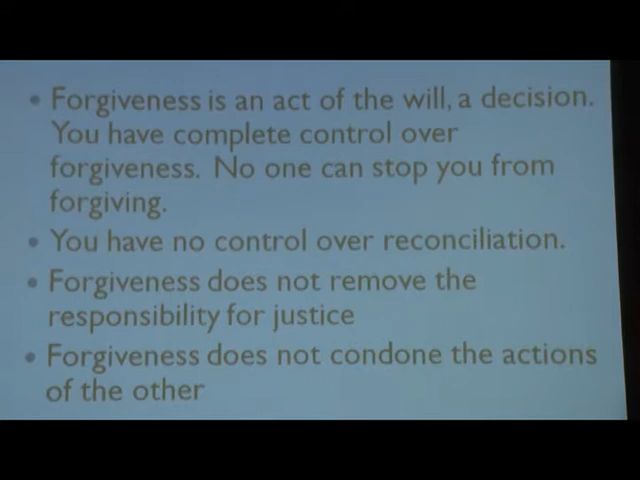 • Forgiveness is an act of the will, a decision.
You have complete control over
forgiveness. No one can stop you from
forgiving.
• You have no control over reconciliation.
• Forgiveness does not remove the
responsibility for justice
• Forgiveness does not condone the actions
of the other